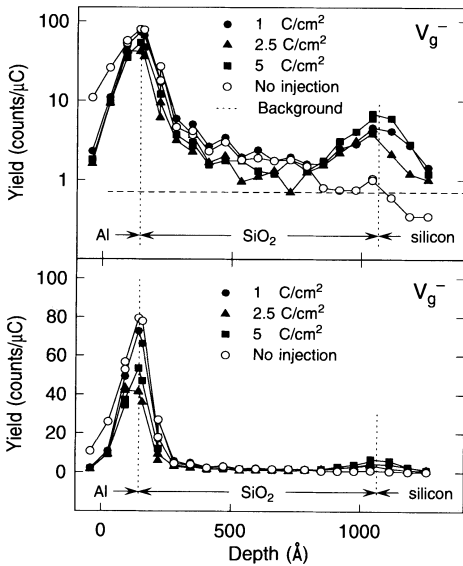 100
10
1
Yield (counts/μC)
1 C/cm²
2.5 C/cm²
5 C/cm²
No injection
Background
Vg⁻
Al
SiO₂
silicon
100
80
60
40
20
0
Yield (counts/μC)
1 C/cm²
2.5 C/cm²
5 C/cm²
No injection
Vg⁻
Al
SiO₂
silicon
0
500
1000
Depth (Å)